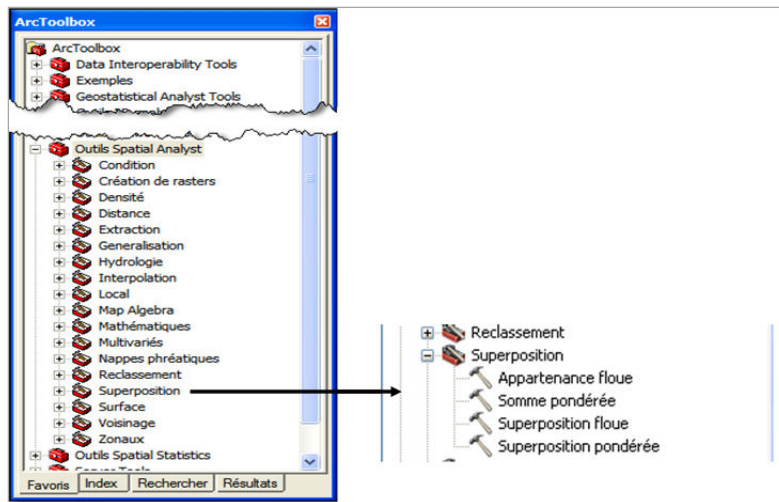 ArcToolbox
ArcToolbox
Data Interoperability Tools
Exemples
Geostatistical Analyst Tools
Outils Spatial Analyst
Condition
Création de rasters
Densité
Distance
Extraction
Generalisation
Hydrologie
Interpolation
Local
Map Algebra
Mathématiques
Multivariés
Nappes phréatiques
Reclassement
Superposition
Surface
Voisinage
Zonaux
Outils Spatial Statistics
Favoris Index Rechercher Résultats
Reclassement
Superposition
Appartenance floue
Somme pondérée
Superposition floue
Superposition pondérée